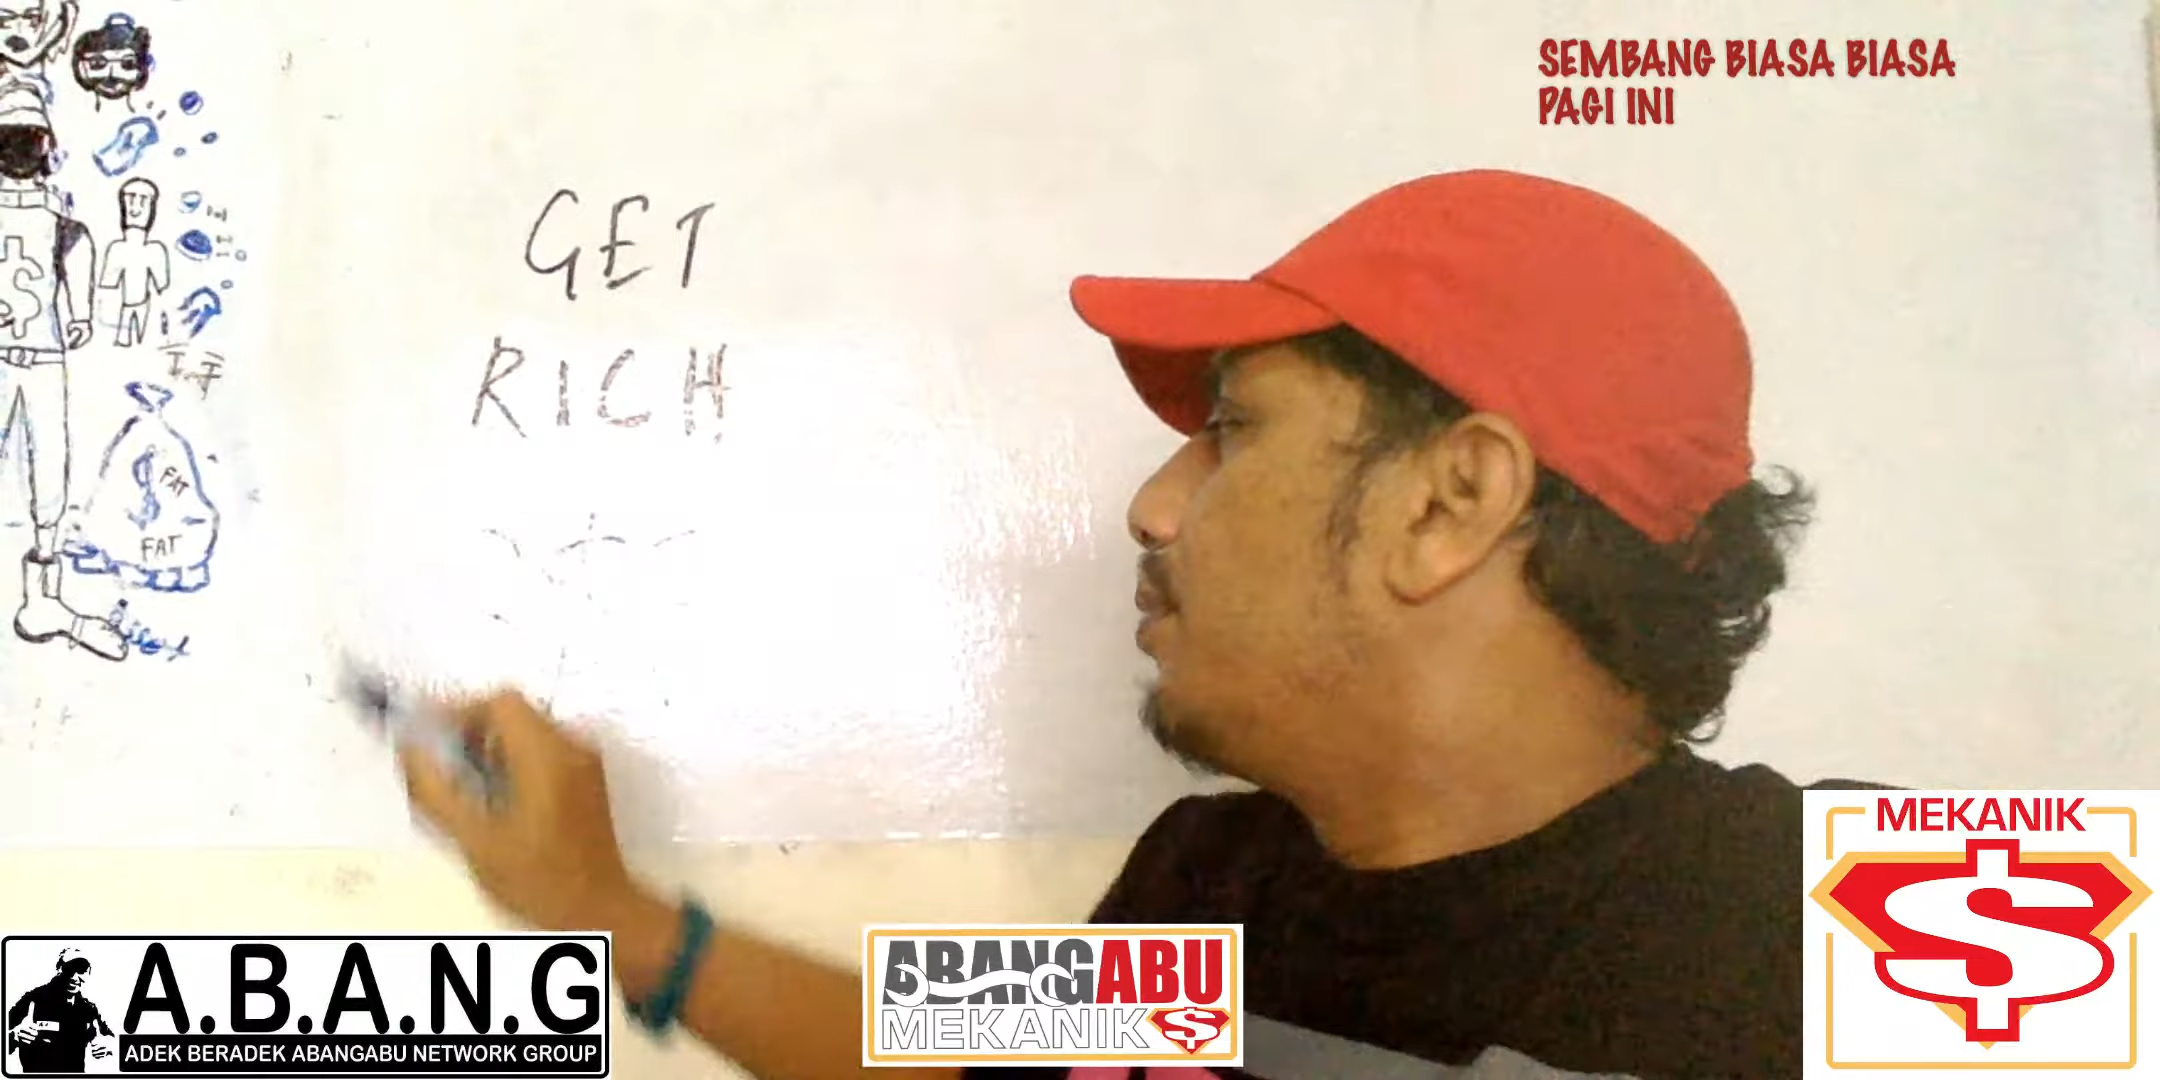 SEMBANG BIASA BIASA
PAGI INI
GET
RICH
FAT
FAT
A.B.A.N.G
ADEK BERADEK ABANGABU NETWORK GROUP
ABANGABU
MEKANIK $
MEKANIK
$
$